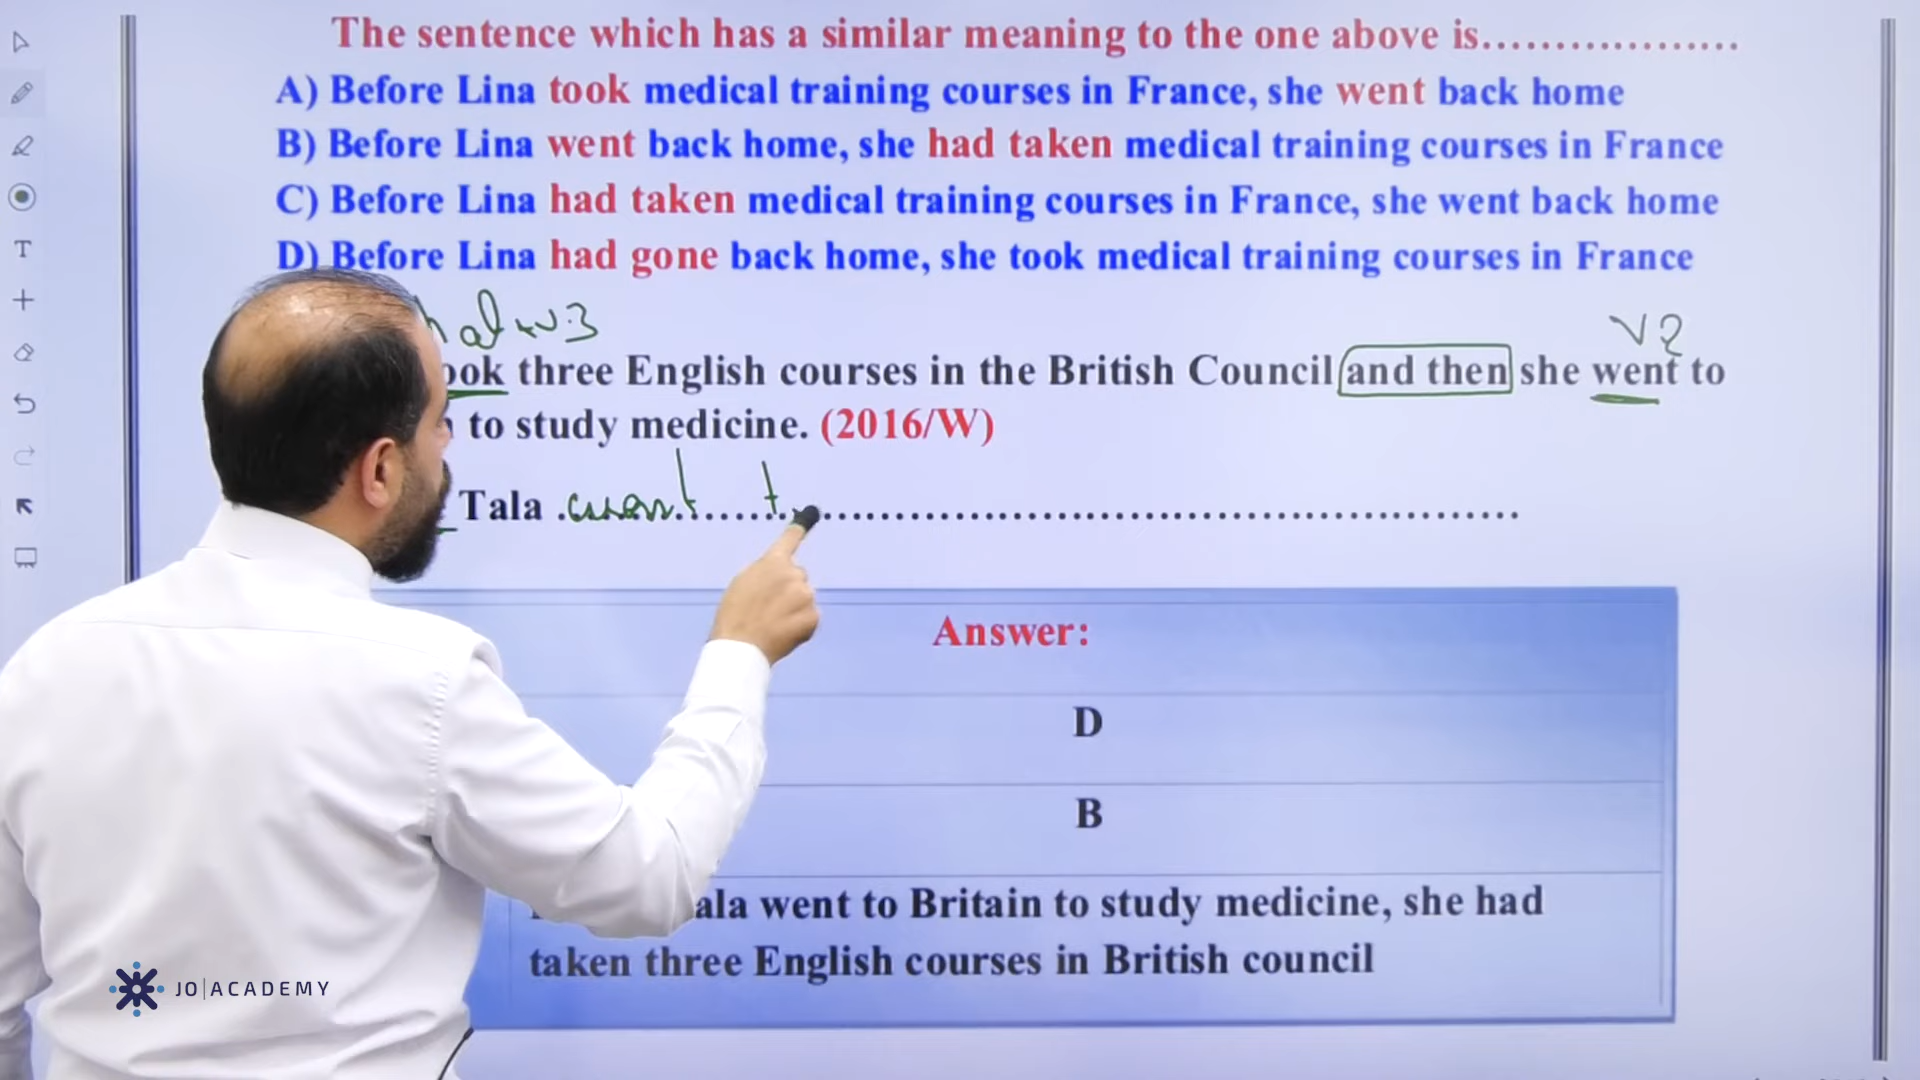 The sentence which has a similar meaning to the one above is..................
A) Before Lina took medical training courses in France, she went back home
B) Before Lina went back home, she had taken medical training courses in France
C) Before Lina had taken medical training courses in France, she went back home
D) Before Lina had gone back home, she took medical training courses in France
had + v.3
V2
three English courses in the British Council and then she went to
to study medicine. (2016/W)
Tala went t
Answer:
D
B
went to Britain to study medicine, she had
taken three English courses in British council
JO|ACADEMY
T